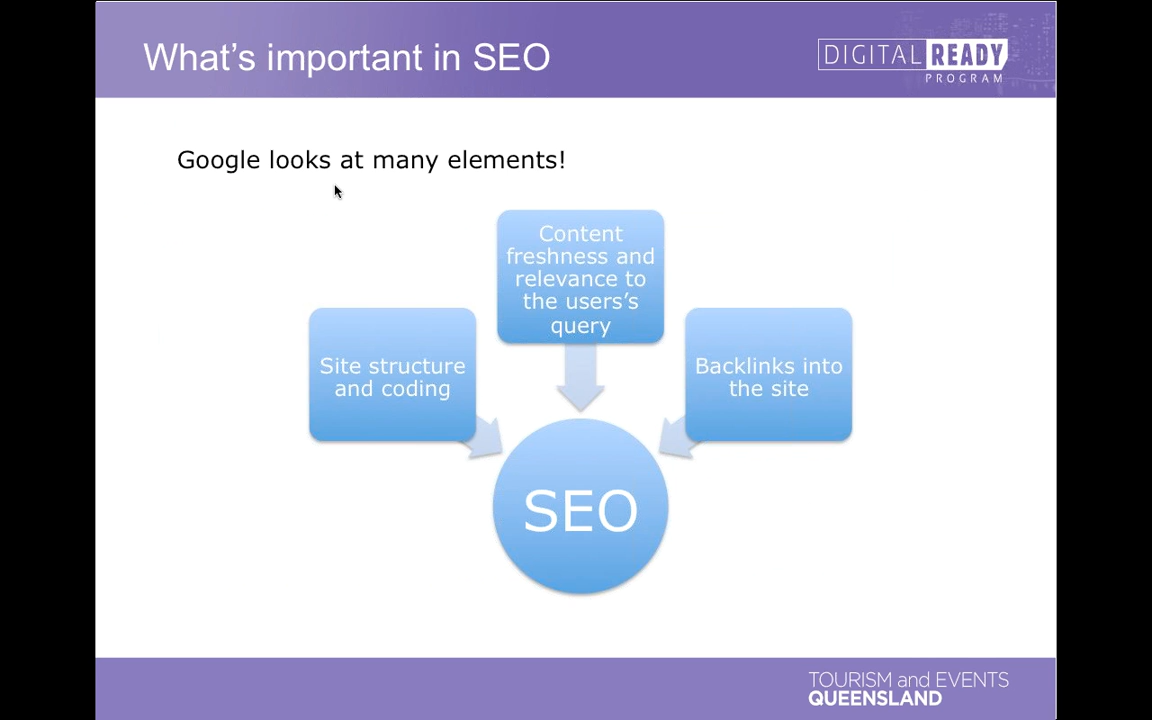 What's important in SEO
DIGITAL READY
PROGRAM
Google looks at many elements!
Content
freshness and
relevance to
the users's
query
Site structure
and coding
Backlinks into
the site
SEO
TOURISM and EVENTS
QUEENSLAND